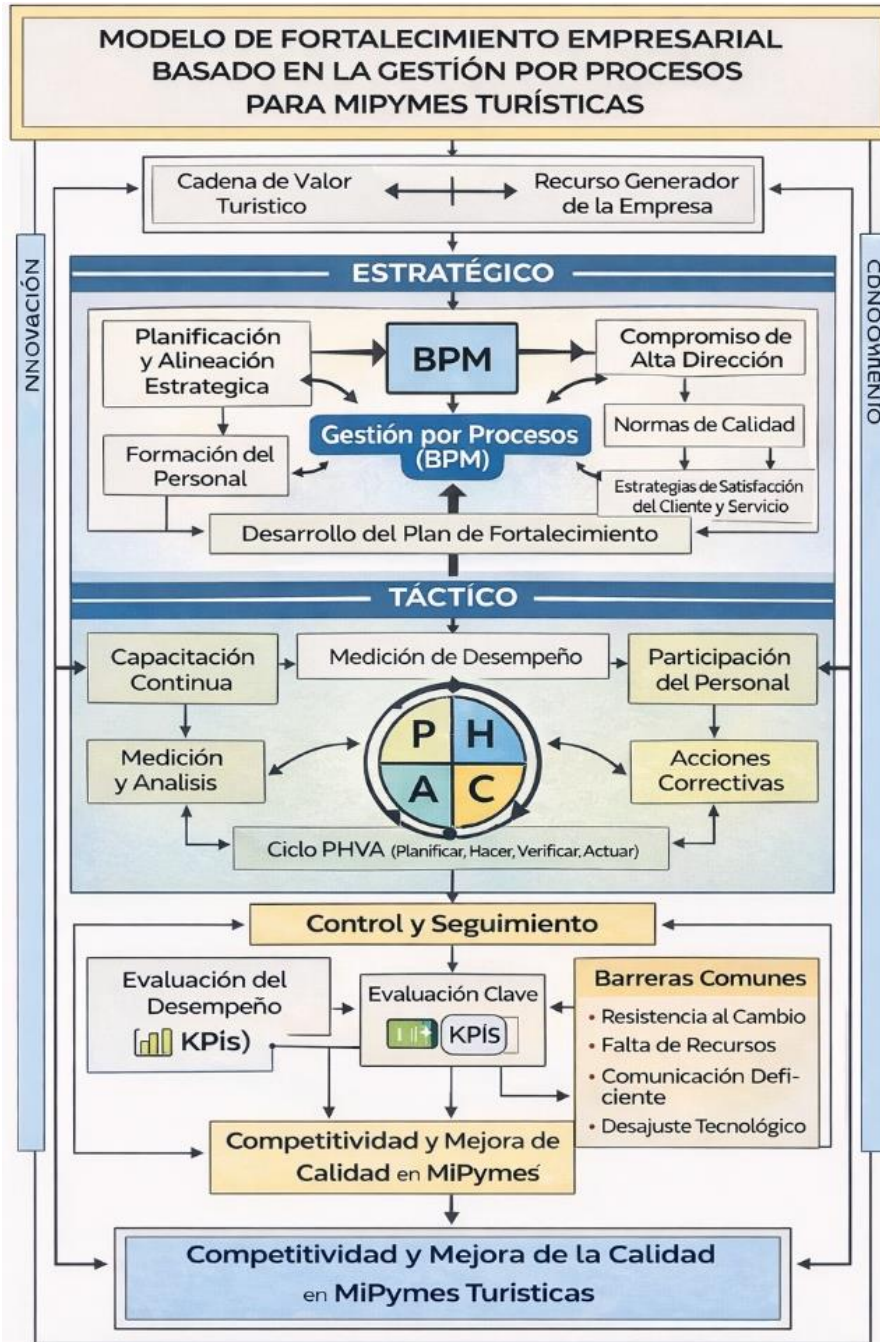 MODELO DE FORTALECIMIENTO EMPRESARIAL
BASADO EN LA GESTIÓN POR PROCESOS
PARA MIPYMES TURÍSTICAS
Cadena de Valor
Turistico
Recurso Generador
de la Empresa
NNOVACIÓN
ESTRATÉGICO
Planificación
y Alineación
Estrategica
BPM
Compromiso de
Alta Dirección
Gestión por Procesos
(BPM)
Normas de Calidad
Formación del
Personal
Estrategias de Satisfacción
del Cliente y Servicio
Desarrollo del Plan de Fortalecimiento
TÁCTÍCO
Capacitación
Continua
Medición de Desempeño
Participación
del Personal
P H
A C
Medición
y Analisis
Acciones
Correctivas
Ciclo PHVA (Planificar, Hacer, Verificar, Actuar)
Control y Seguimiento
Evaluación del
Desempeño
KPis)
Evaluación Clave
KPÍS
Barreras Comunes
• Resistencia al Cambio
• Falta de Recursos
• Comunicación Defi-
ciente
• Desajuste Tecnológico
Competitividad y Mejora de
Calidad en MiPymes
Competitividad y Mejora de la Calidad
en MiPymes Turisticas